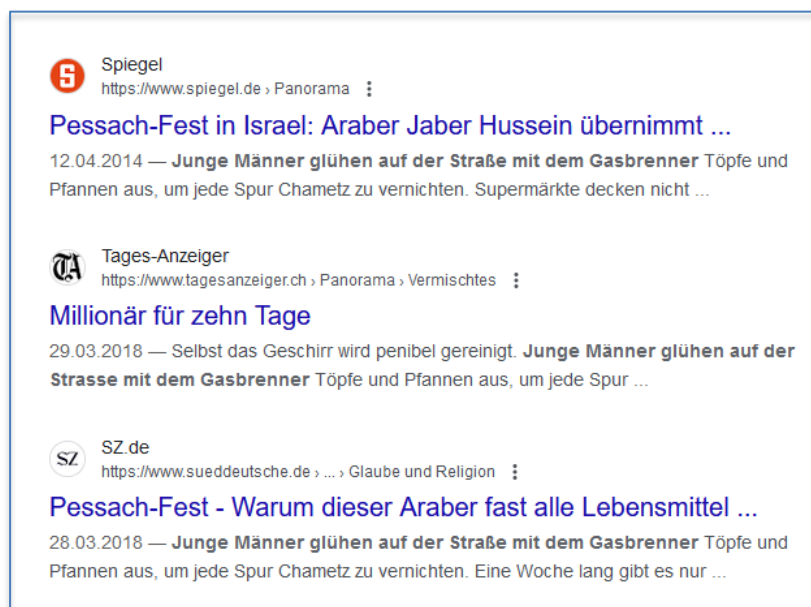 Spiegel
https://www.spiegel.de › Panorama
Pessach-Fest in Israel: Araber Jaber Hussein übernimmt ...
12.04.2014 — Junge Männer glühen auf der Straße mit dem Gasbrenner Töpfe und
Pfannen aus, um jede Spur Chametz zu vernichten. Supermärkte decken nicht ...
TA
Tages-Anzeiger
https://www.tagesanzeiger.ch › Panorama › Vermischtes
Millionär für zehn Tage
29.03.2018 — Selbst das Geschirr wird penibel gereinigt. Junge Männer glühen auf der
Strasse mit dem Gasbrenner Töpfe und Pfannen aus, um jede Spur ...
SZ
SZ.de
https://www.sueddeutsche.de › ... › Glaube und Religion
Pessach-Fest - Warum dieser Araber fast alle Lebensmittel ...
28.03.2018 — Junge Männer glühen auf der Straße mit dem Gasbrenner Töpfe und
Pfannen aus, um jede Spur Chametz zu vernichten. Eine Woche lang gibt es nur ...